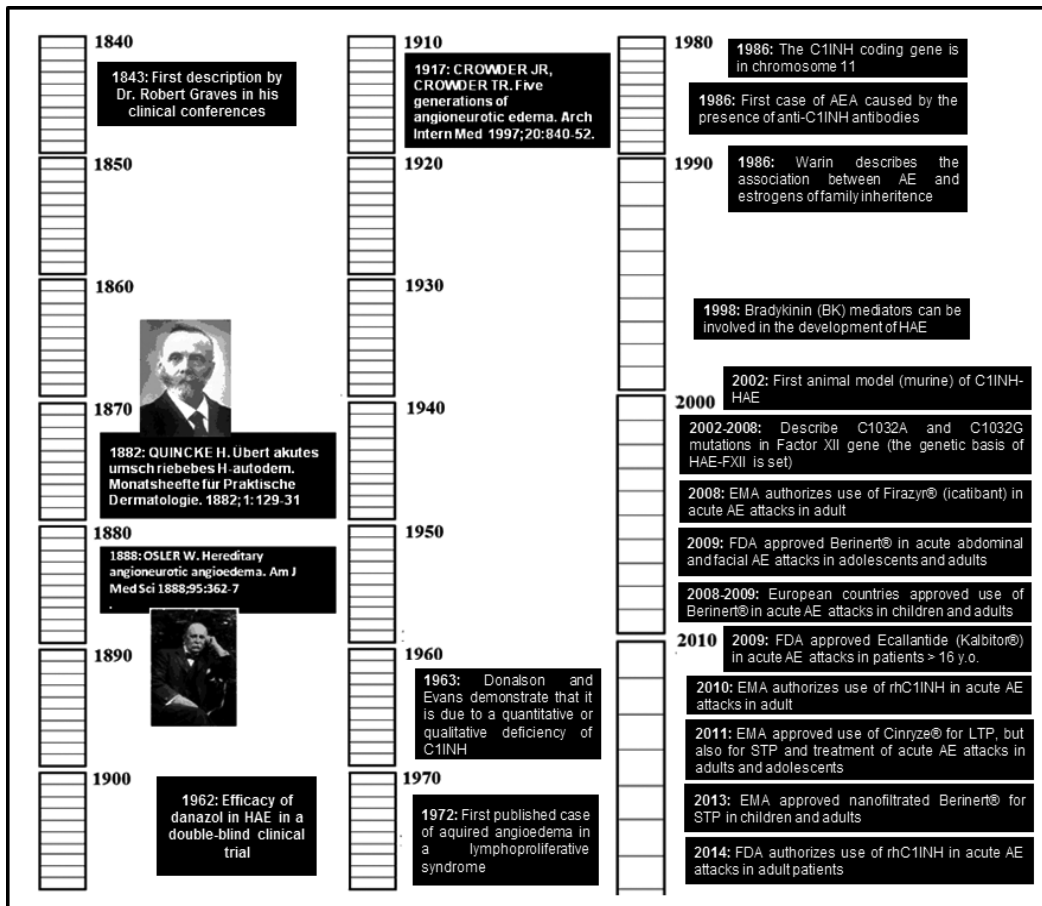 1840
1843: First description by
Dr. Robert Graves in his
clinical conferences
1850
1860
1870
1882: QUINCKE H. Übert akutes
umschriebebes H-autodem.
Monatsheefte für Praktische
Dermatologie. 1882; 1: 129-31
1880
1888: OSLER W. Hereditary
angioneurotic angioedema. Am J
Med Sci 1888;95:362-7
.
1890
1900
1962: Efficacy of
danazol in HAE in a
double-blind clinical
trial
1910
1917: CROWDER JR,
CROWDER TR. Five
generations of
angioneurotic edema. Arch
Intern Med 1997;20:840-52.
1920
1930
1940
1950
1960
1963: Donalson and
Evans demonstrate that it
is due to a quantitative or
qualitative deficiency of
C1INH
1970
1972: First published case
of aquired angioedema in
a lymphoproliferative
syndrome
1980
1986: The C1INH coding gene is
in chromosome 11
1986: First case of AEA caused by the
presence of anti-C1INH antibodies
1990
1986: Warin describes the
association between AE and
estrogens of family inheritence
1998: Bradykinin (BK) mediators can be
involved in the development of HAE
2002: First animal model (murine) of C1INH-
HAE
2000
2002-2008: Describe C1032A and C1032G
mutations in Factor XII gene (the genetic basis of
HAE-FXII is set)
2008: EMA authorizes use of Firazyr® (icatibant) in
acute AE attacks in adult
2009: FDA approved Berinert® in acute abdominal
and facial AE attacks in adolescents and adults
2008-2009: European countries approved use of
Berinert® in acute AE attacks in children and adults
2010
2009: FDA approved Ecallantide (Kalbitor®)
in acute AE attacks in patients > 16 y.o.
2010: EMA authorizes use of rhC1INH in acute AE
attacks in adult
2011: EMA approved use of Cinryze® for LTP, but
also for STP and treatment of acute AE attacks in
adults and adolescents
2013: EMA approved nanofiltrated Berinert® for
STP in children and adults
2014: FDA authorizes use of rhC1INH in acute AE
attacks in adult patients